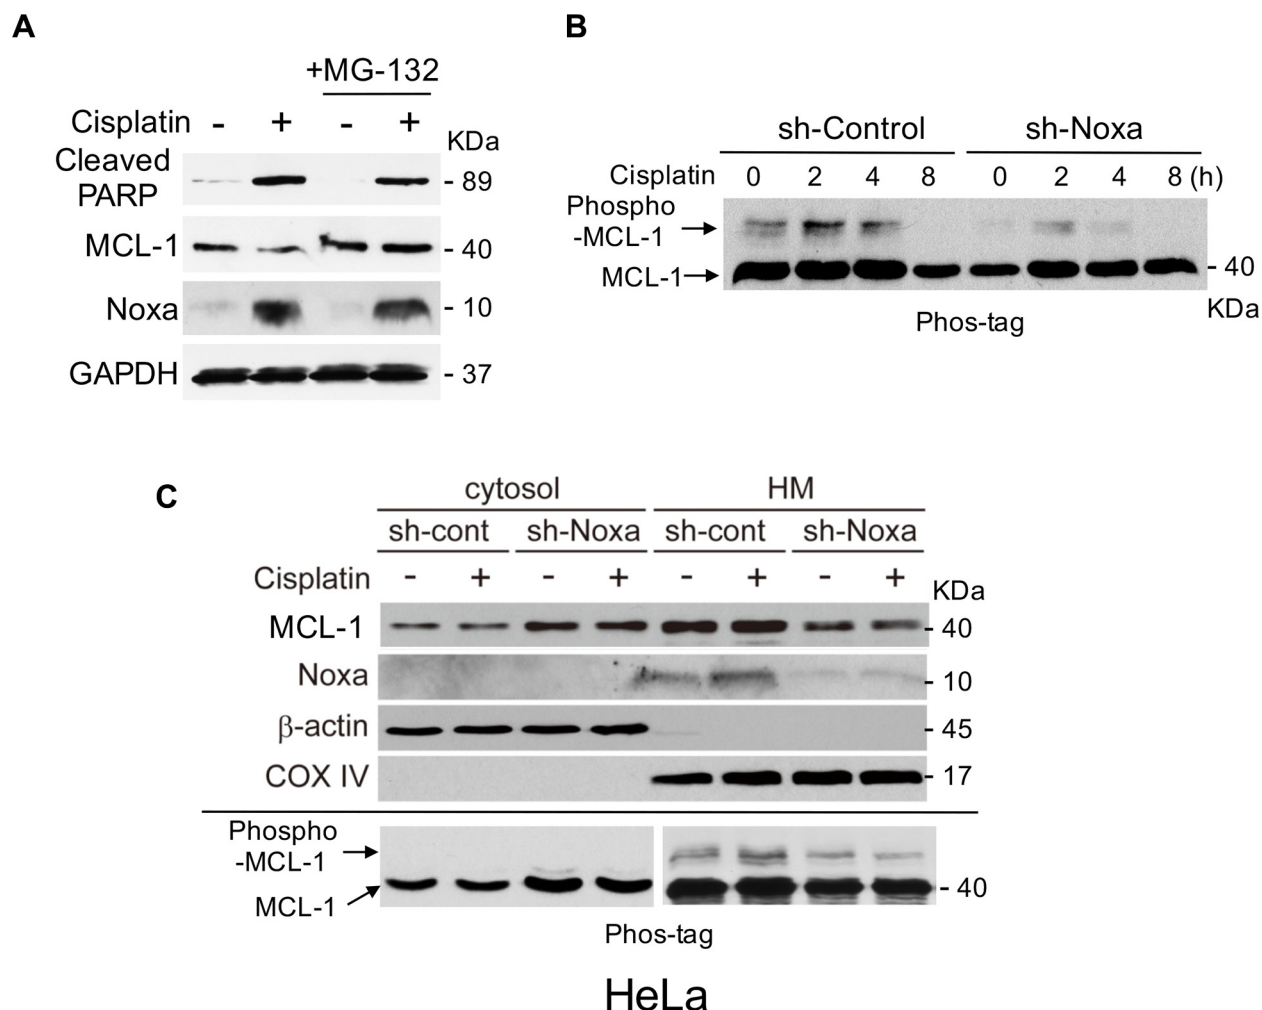 A
+MG-132
Cisplatin - + - +
KDa
Cleaved
PARP
- 89
MCL-1 - 40
Noxa - 10
GAPDH - 37
B
sh-Control sh-Noxa
Cisplatin 0 2 4 8 0 2 4 8 (h)
Phospho
-MCL-1
MCL-1 - 40
KDa
Phos-tag
C
cytosol HM
sh-cont sh-Noxa sh-cont sh-Noxa
Cisplatin - + - + - + - +
KDa
MCL-1 - 40
Noxa - 10
β-actin - 45
COX IV - 17
Phospho
-MCL-1
MCL-1 - 40
Phos-tag
HeLa